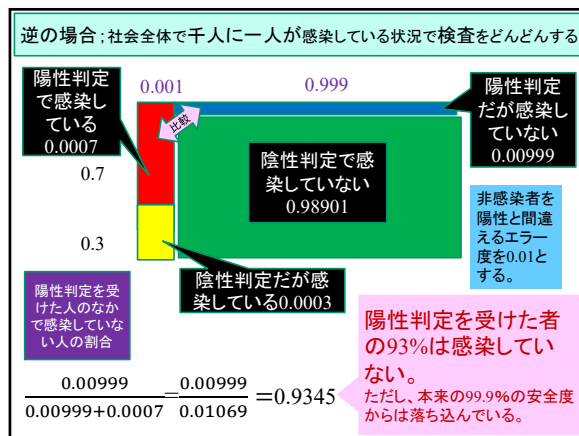 逆の場合；社会全体で千人に一人が感染している状況で検査をどんどんする
陽性判定
で感染し
ている
0.0007
0.001
0.999
陽性判定
だが感染し
ていない
0.00999
比較
0.7
陰性判定で感
染していない
0.98901
非感染者を
陽性と間違
えるエラー
度を0.01と
する。
0.3
陰性判定だが感
染している0.0003
陽性判定を受
けた人のなか
で感染していな
い人の割合
陽性判定を受けた者
の93%は感染してい
ない。
ただし、本来の99.9%の安全度
からは落ち込んでいる。
0.00999
0.00999+0.0007
=
0.00999
0.01069
=0.9345